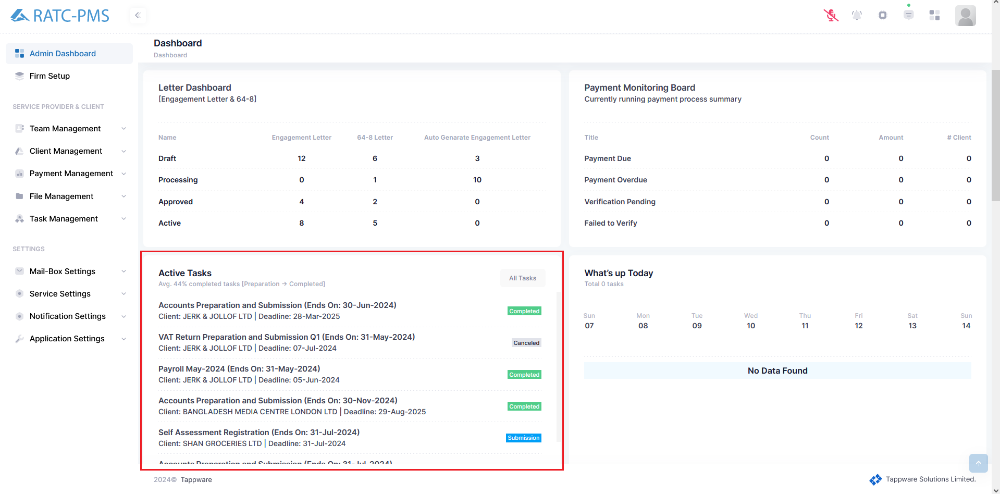 RATC-PMS
Admin Dashboard
Firm Setup
SERVICE PROVIDER & CLIENT
Team Management
Client Management
Payment Management
File Management
Task Management
SETTINGS
Mail-Box Settings
Service Settings
Notification Settings
Application Settings
Dashboard
Dashboard
Letter Dashboard
[Engagement Letter & 64-8]
Name Engagement Letter 64-8 Letter Auto Genarate Engagement Letter
Draft 12 6 3
Processing 0 1 10
Approved 4 2 0
Active 8 5 0
Payment Monitoring Board
Currently running payment process summary
Title Count Amount # Client
Payment Due 0 0 0
Payment Overdue 0 0 0
Verification Pending 0 0 0
Failed to Verify 0 0 0
Active Tasks
Avg. 44% completed tasks [Preparation → Completed]
All Tasks
Accounts Preparation and Submission (Ends On: 30-Jun-2024)
Client: JERK & JOLLOF LTD | Deadline: 28-Mar-2025
Completed
VAT Return Preparation and Submission Q1 (Ends On: 31-May-2024)
Client: JERK & JOLLOF LTD | Deadline: 07-Jul-2024
Canceled
Payroll May-2024 (Ends On: 31-May-2024)
Client: JERK & JOLLOF LTD | Deadline: 05-Jun-2024
Completed
Accounts Preparation and Submission (Ends On: 30-Nov-2024)
Client: BANGLADESH MEDIA CENTRE LONDON LTD | Deadline: 29-Aug-2025
Completed
Self Assessment Registration (Ends On: 31-Jul-2024)
Client: SHAN GROCERIES LTD | Deadline: 31-Jul-2024
Submission
Accounts Preparation and Submission (Ends On: 31-Jul-2024)
What's up Today
Total 0 tasks
Sun Mon Tue Wed Thu Fri Sat Sun
07 08 09 10 11 12 13 14
No Data Found
2024© Tappware
Tappware Solutions Limited.